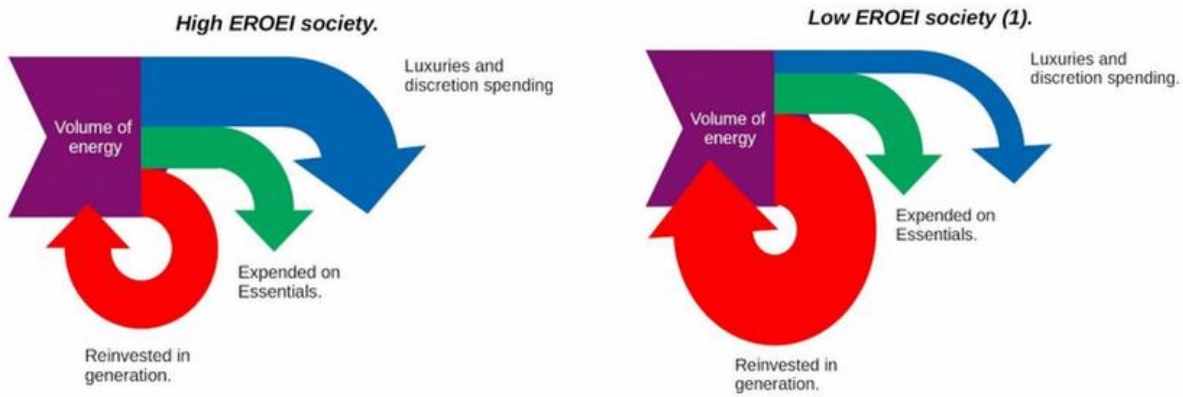 High EROEI society.
Luxuries and
discretion spending
Volume of
energy
Expended on
Essentials.
Reinvested in
generation.
Low EROEI society (1).
Luxuries and
discretion spending.
Volume of
energy
Expended on
Essentials.
Reinvested in
generation.